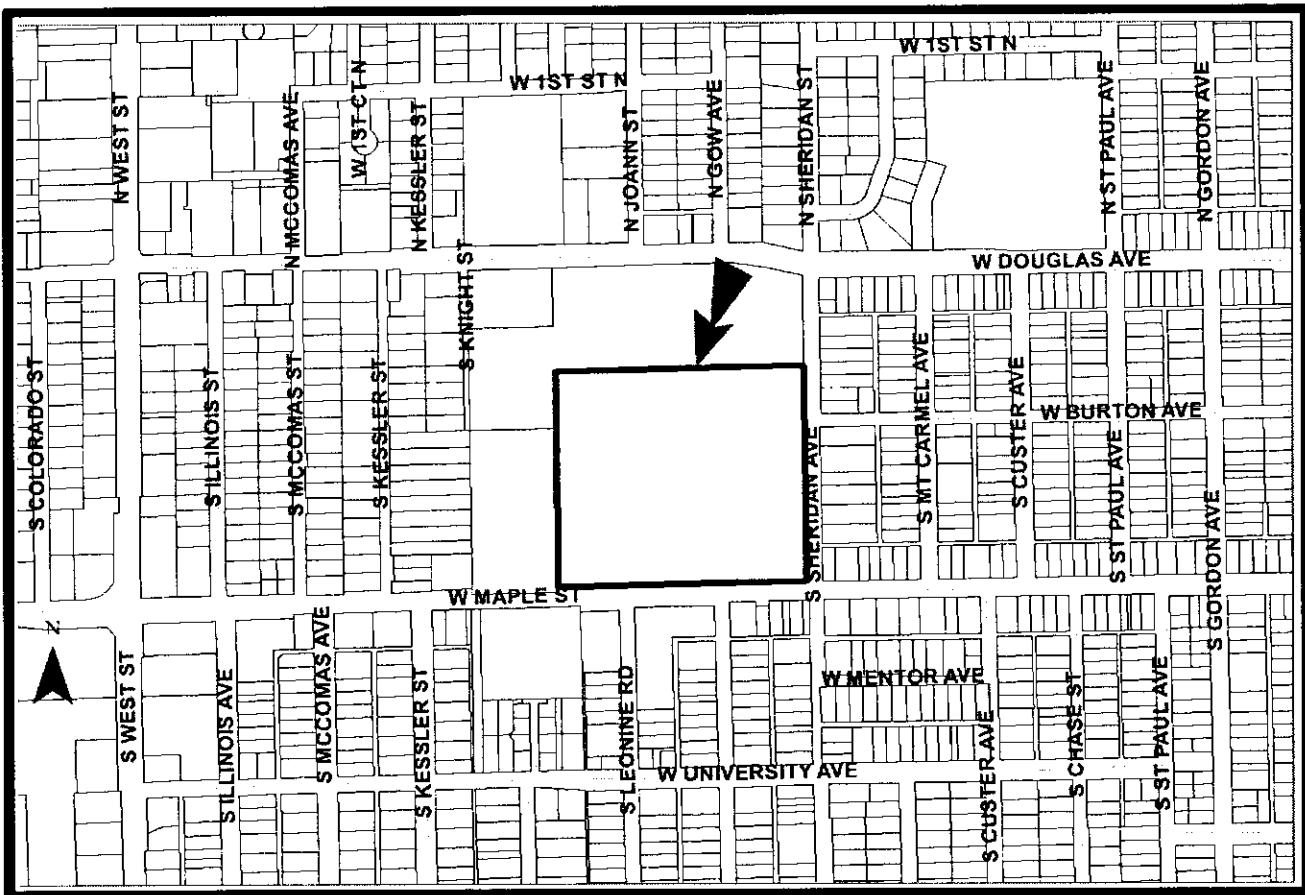 W 1ST ST N
W 1ST ST N
N WEST ST
N MCCOMAS AVE
W 1ST CT N
N KESSLER ST
N JOANN ST
N GOW AVE
N SHERIDAN ST
N ST PAUL AVE
N GORDON AVE
W DOUGLAS AVE
S KNIGHT ST
S COLORADO ST
S ILLINOIS ST
S MCCOMAS ST
S KESSLER ST
S SHERIDAN AVE
S MT CARMEL AVE
S CUSTER AVE
W BURTON AVE
S ST PAUL AVE
S GORDON AVE
W MAPLE ST
N
S WEST ST
S ILLINOIS AVE
S MCCOMAS AVE
S KESSLER ST
S LEONINE RD
W MENTOR AVE
W UNIVERSITY AVE
S CUSTER AVE
S CHASE ST
S ST PAUL AVE